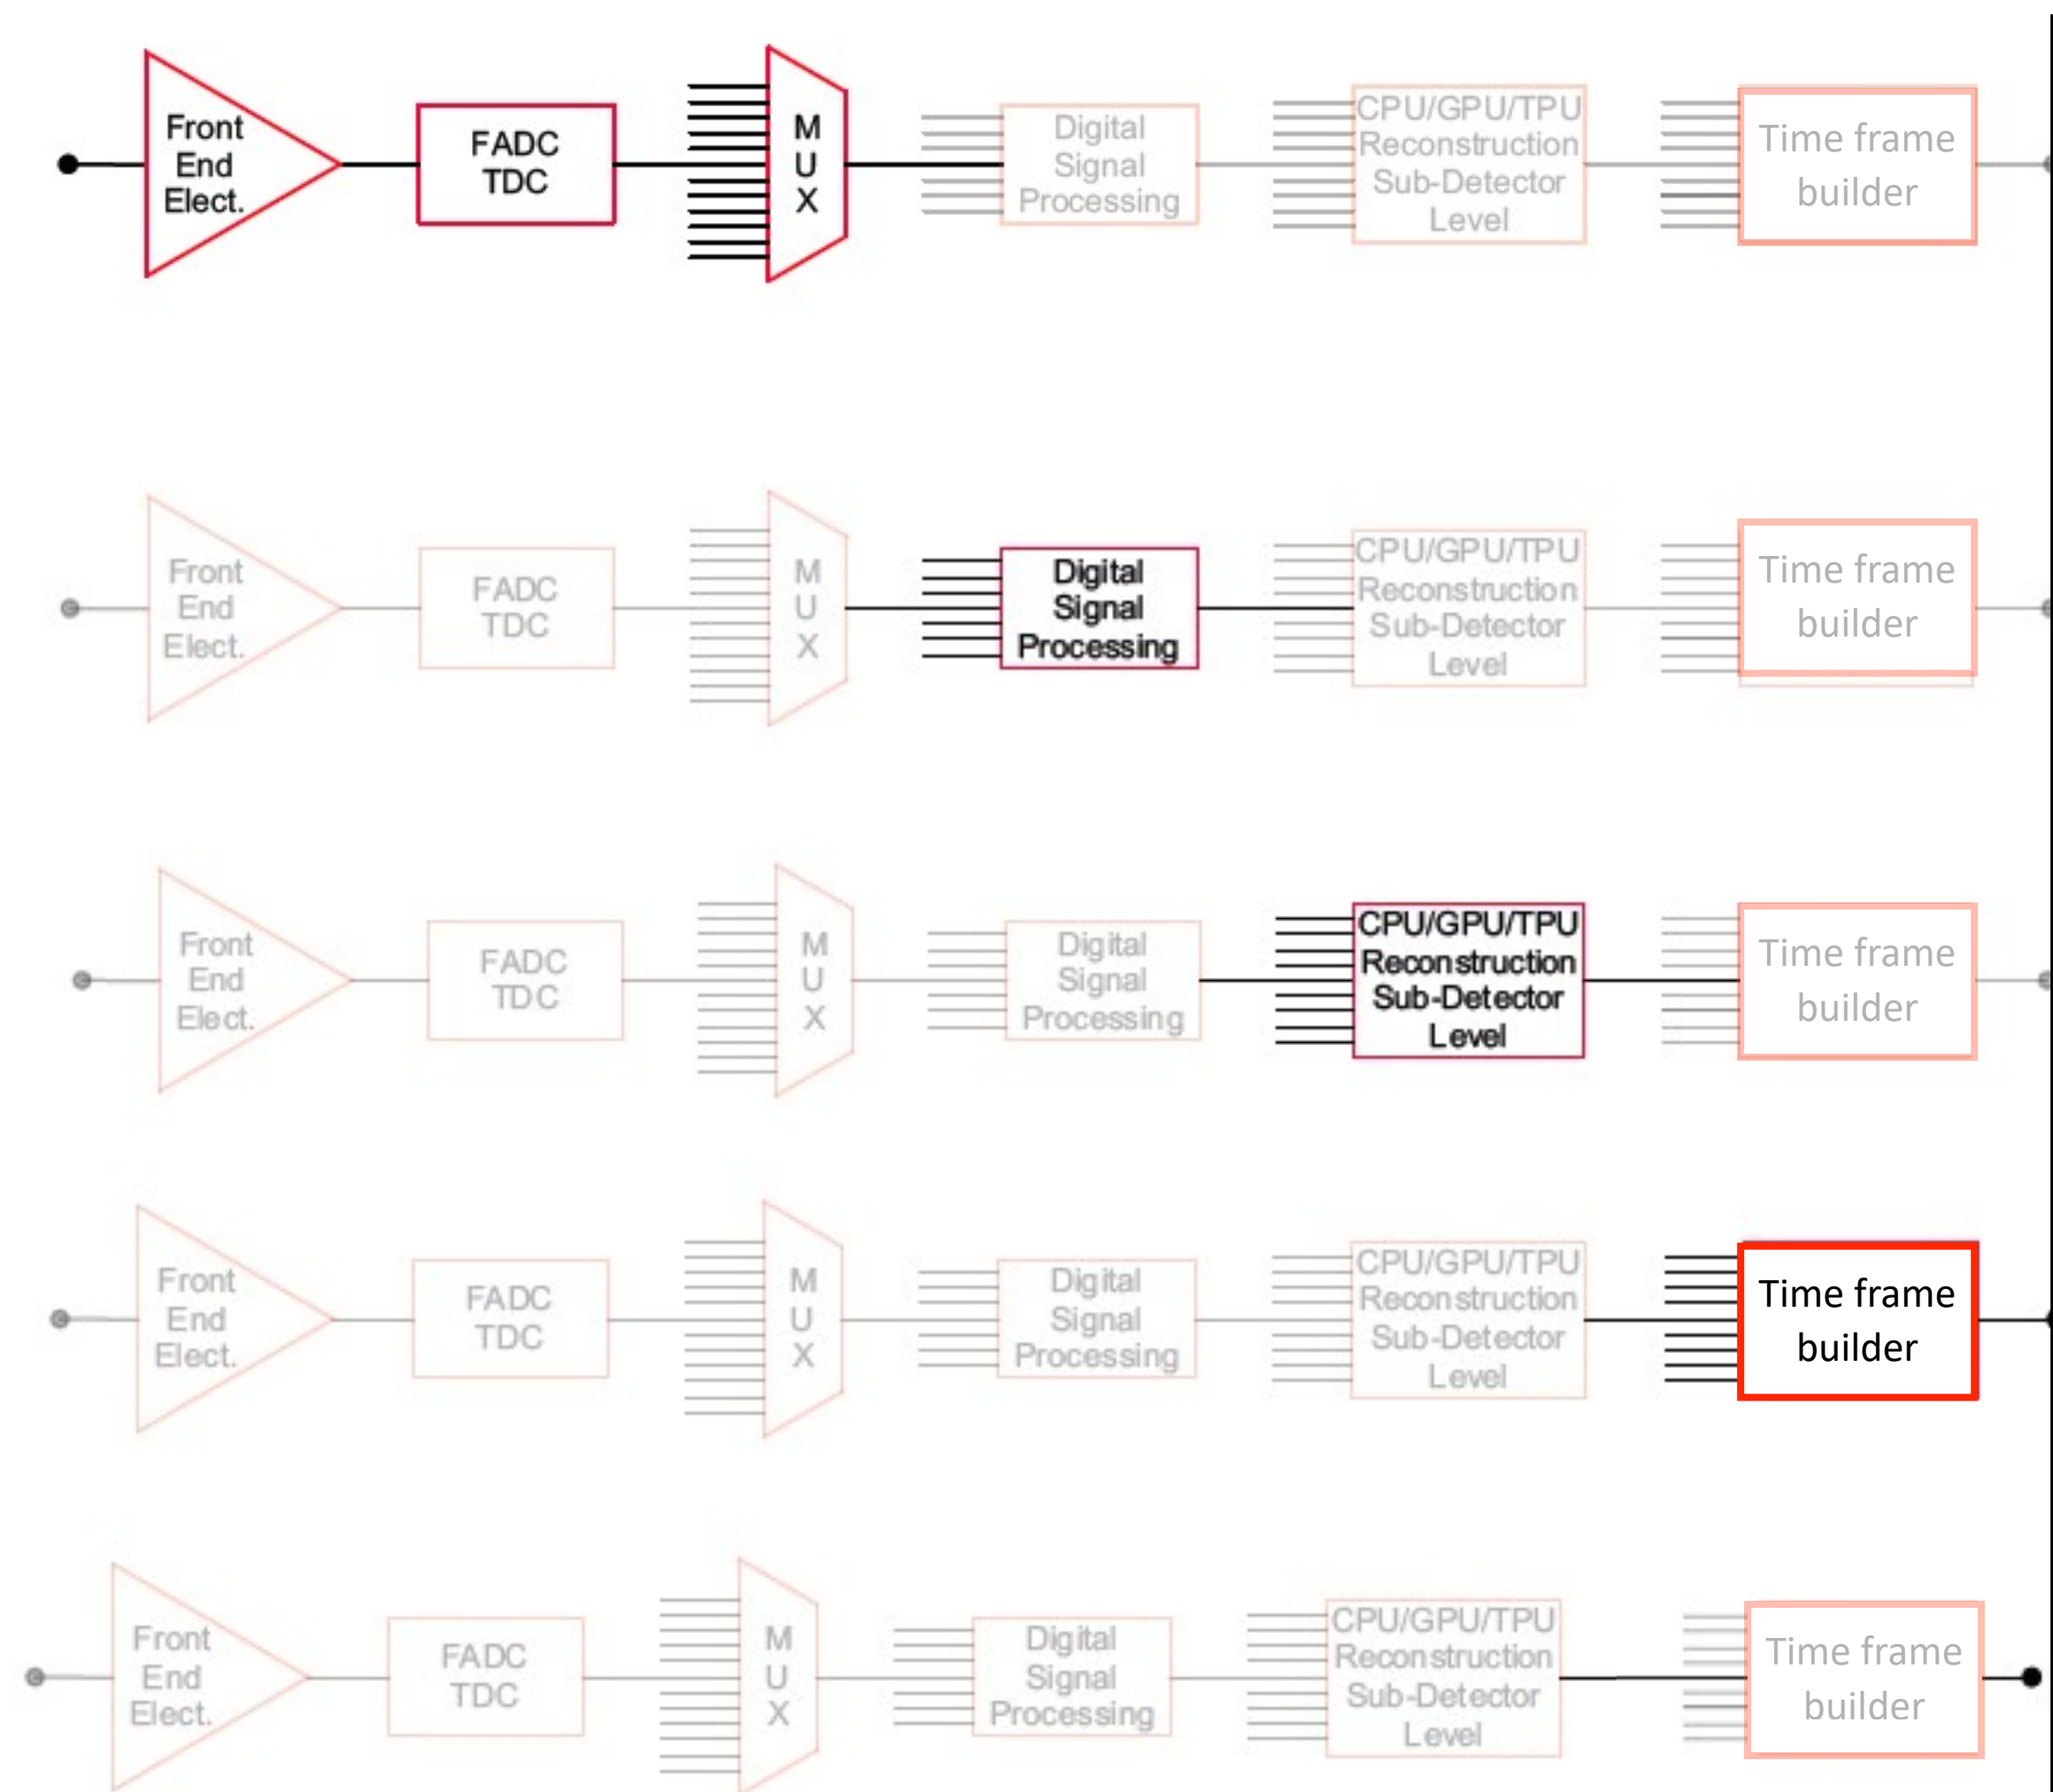 Front
End
Elect.
FADC
TDC
M
U
X
Digital
Signal
Processing
CPU/GPU/TPU
Reconstruction
Sub-Detector
Level
Time frame
builder
Front
End
Elect.
FADC
TDC
M
U
X
Digital
Signal
Processing
CPU/GPU/TPU
Reconstruction
Sub-Detector
Level
Time frame
builder
Front
End
Elect.
FADC
TDC
M
U
X
Digital
Signal
Processing
CPU/GPU/TPU
Reconstruction
Sub-Detector
Level
Time frame
builder
Front
End
Elect.
FADC
TDC
M
U
X
Digital
Signal
Processing
CPU/GPU/TPU
Reconstruction
Sub-Detector
Level
Time frame
builder
Front
End
Elect.
FADC
TDC
M
U
X
Digital
Signal
Processing
CPU/GPU/TPU
Reconstruction
Sub-Detector
Level
Time frame
builder